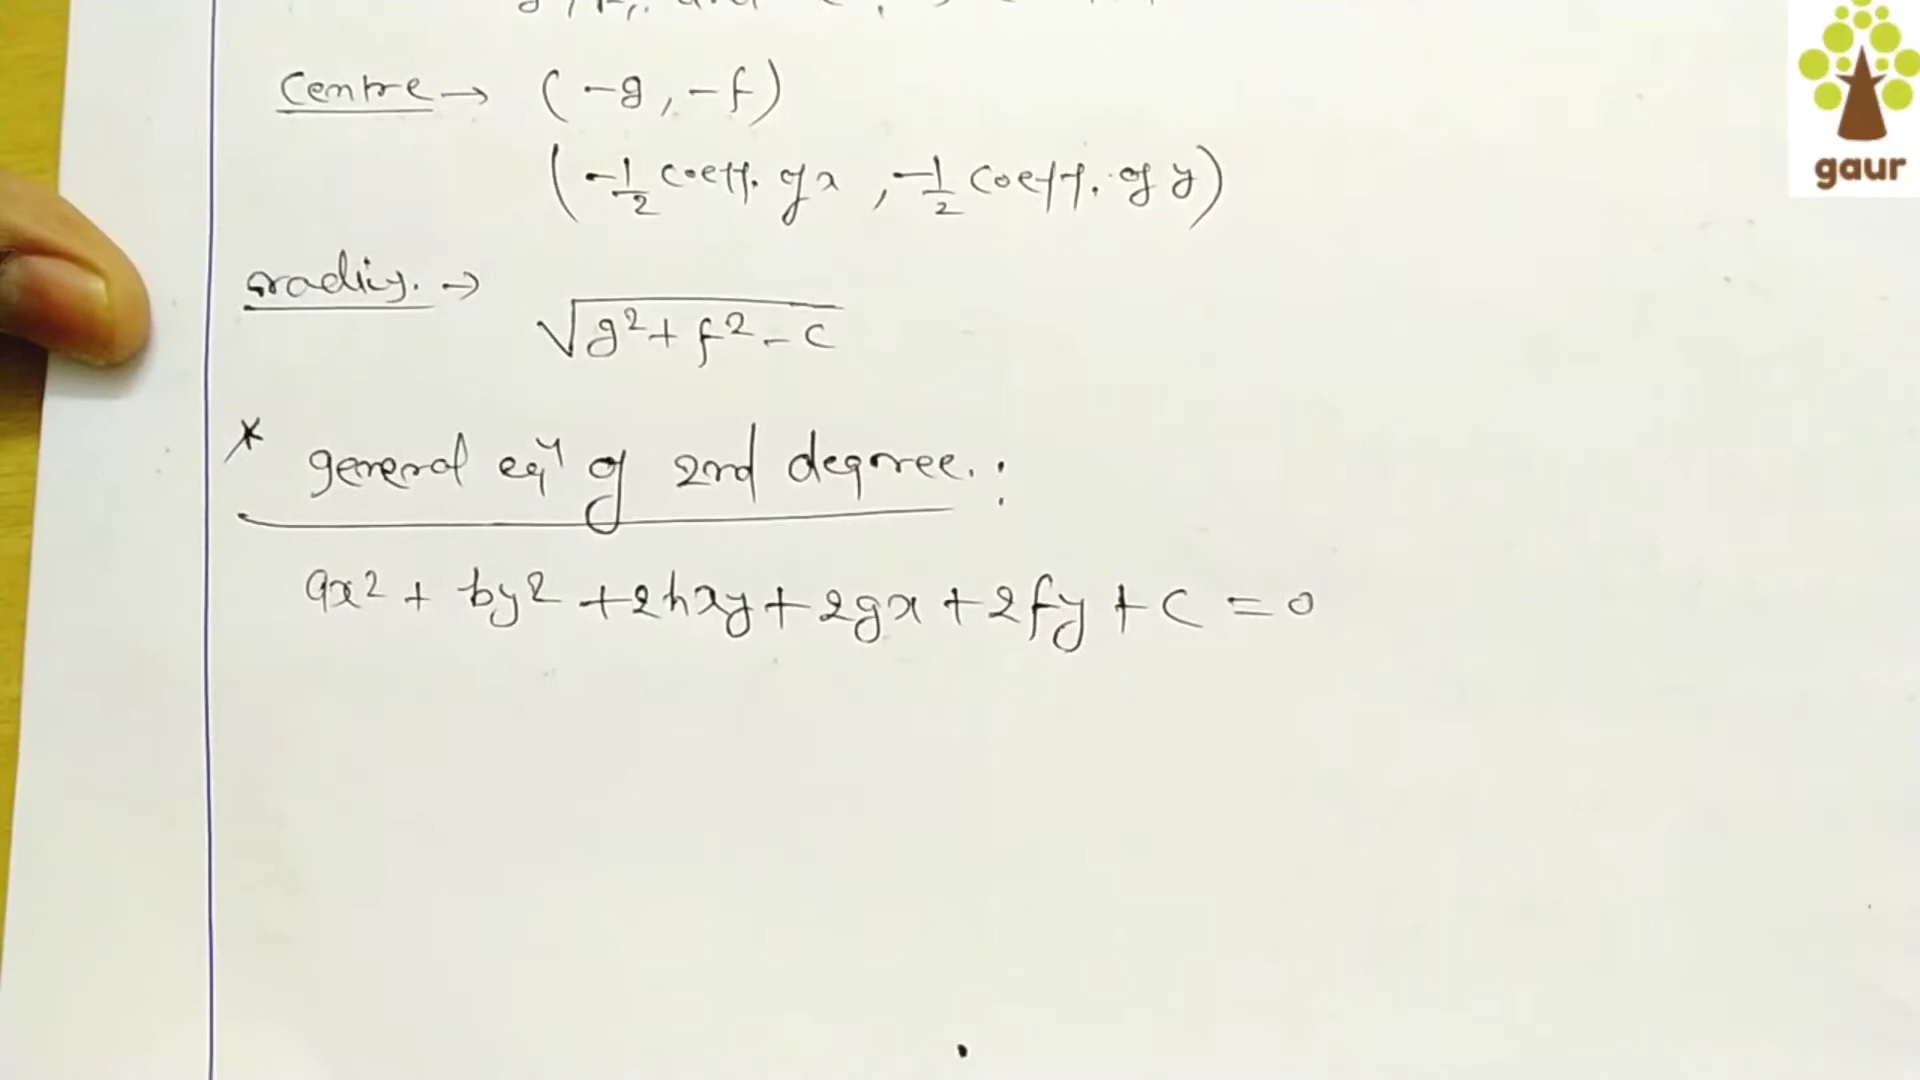 Centre → (-g, -f)
(-1/2 coeff. of x, -1/2 coeff. of y)
radius. →
√g²+f²-c
* general eqn of 2nd degree. :
ax² + by² + 2hxy + 2gx + 2fy + c = 0
gaur